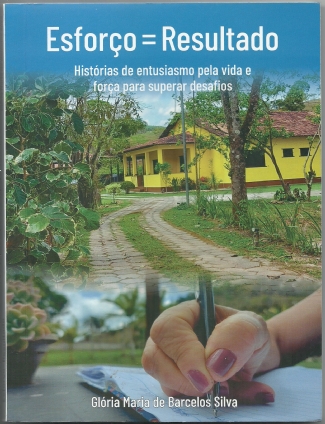 Esforço = Resultado
Histórias de entusiasmo pela vida e
força para superar desafios
Glória Maria de Barcelos Silva